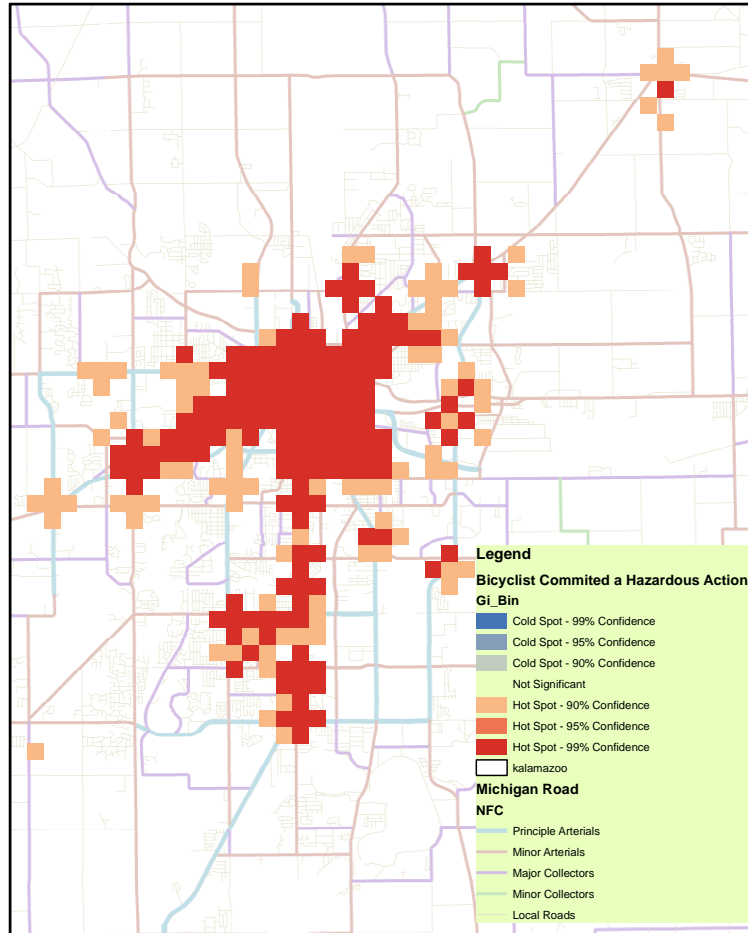 Legend
Bicyclist Commited a Hazardous Action
Gi_Bin
Cold Spot - 99% Confidence
Cold Spot - 95% Confidence
Cold Spot - 90% Confidence
Not Significant
Hot Spot - 90% Confidence
Hot Spot - 95% Confidence
Hot Spot - 99% Confidence
kalamazoo
Michigan Road
NFC
Principle Arterials
Minor Arterials
Major Collectors
Minor Collectors
Local Roads